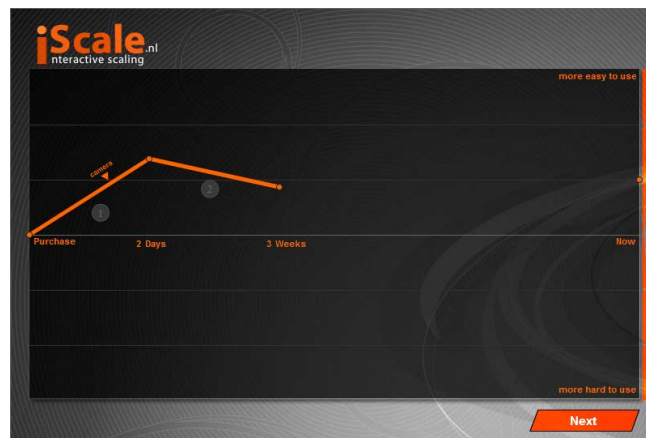 iScale.nl
nteractive scaling
more easy to use
camera
1
2
Purchase
2 Days
3 Weeks
Now
more hard to use
Next